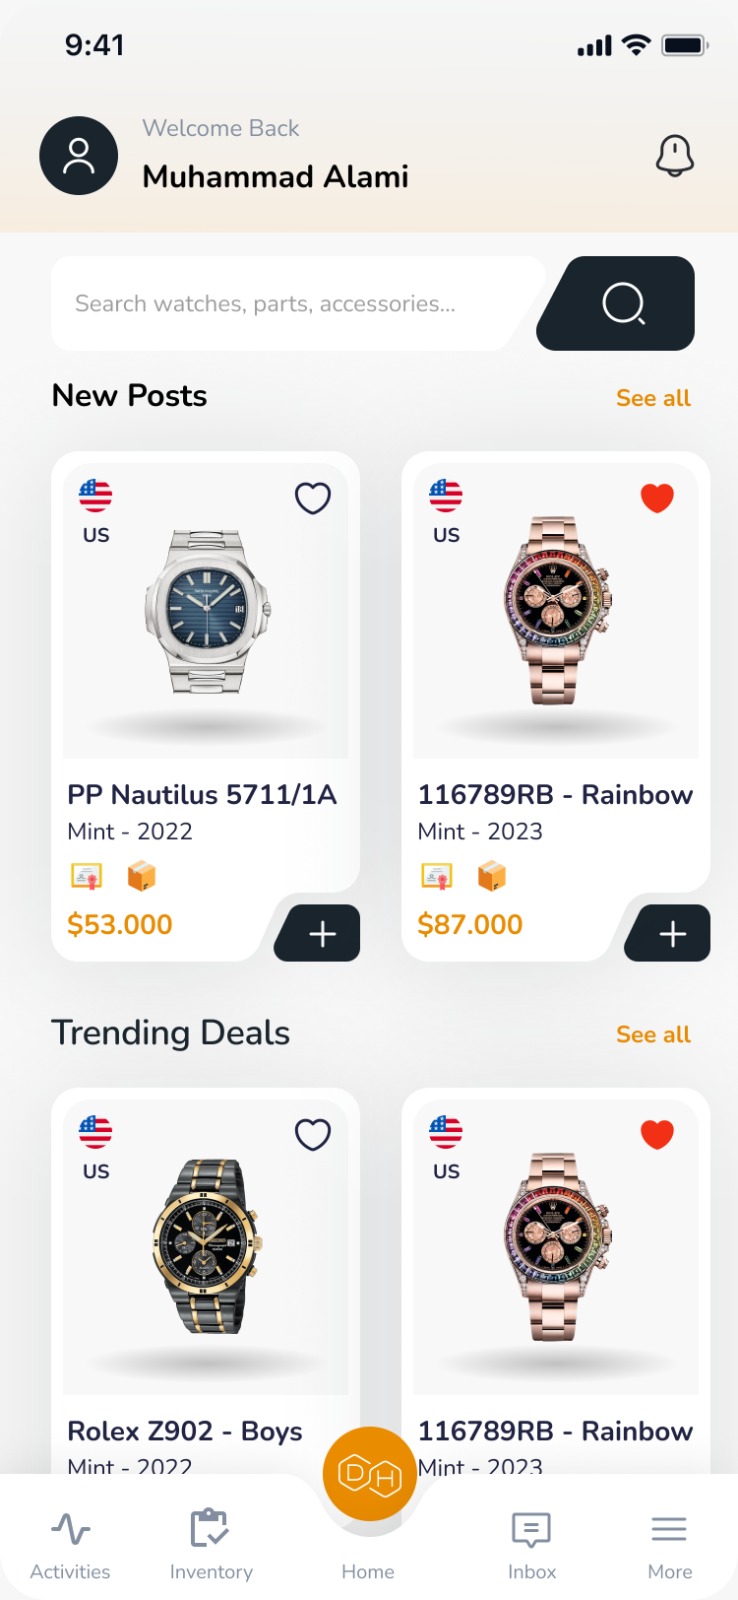 9:41
Welcome Back
Muhammad Alami
Search watches, parts, accessories...
New Posts
See all
US
US
PP Nautilus 5711/1A
116789RB - Rainbow
Mint - 2022
Mint - 2023
$53.000
$87.000
Trending Deals
See all
US
US
Rolex Z902 - Boys
116789RB - Rainbow
Mint - 2022
Mint - 2023
DH
Activities
Inventory
Home
Inbox
More